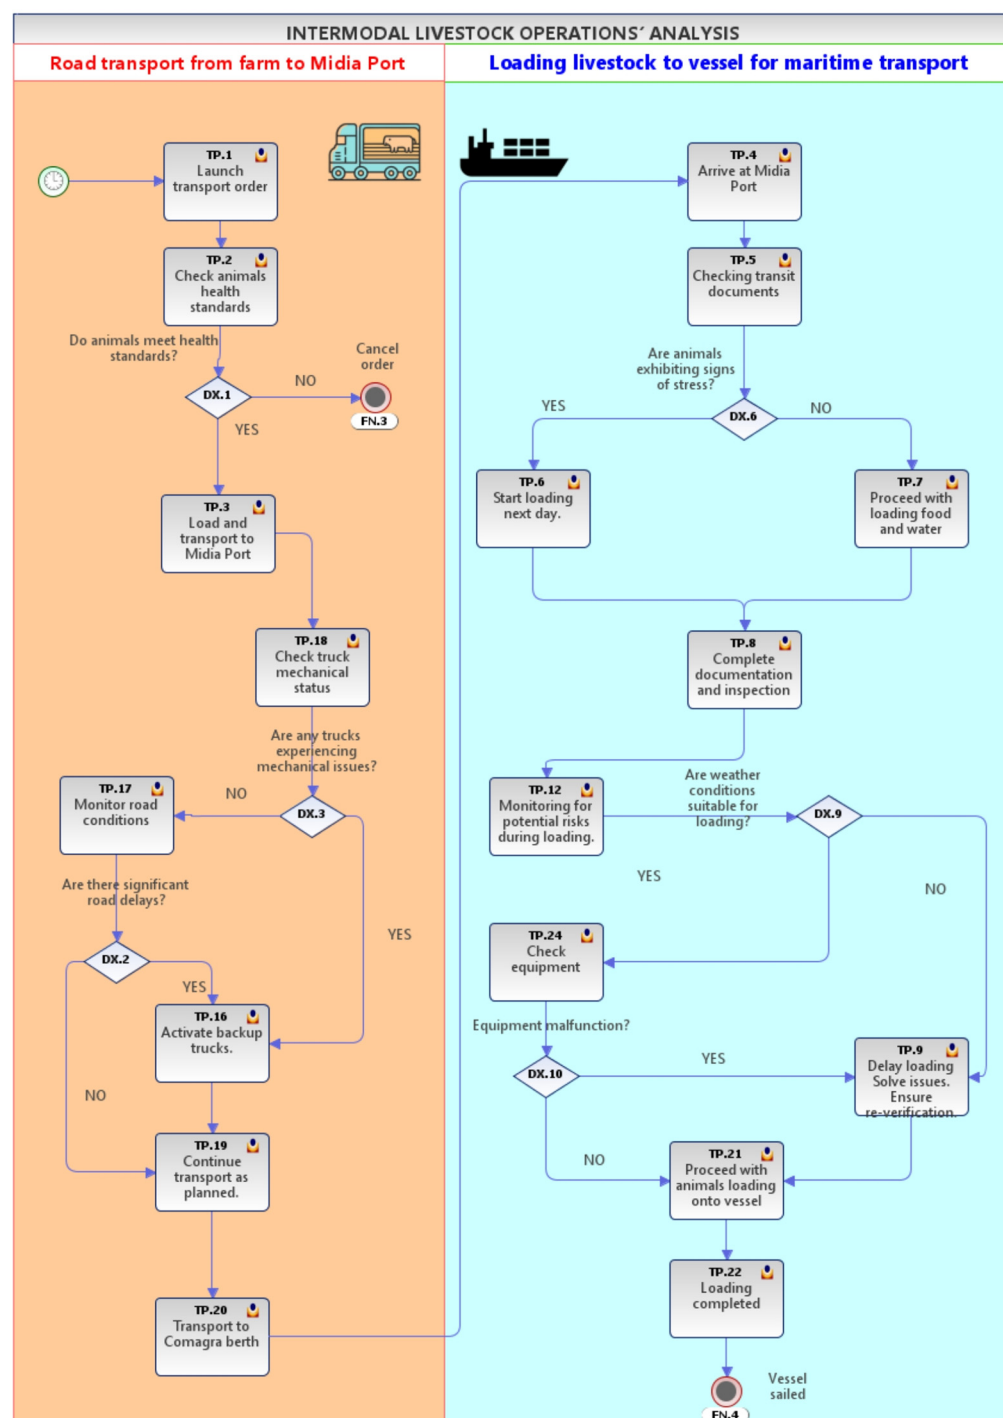 INTERMODAL LIVESTOCK OPERATIONS´ ANALYSIS
Road transport from farm to Midia Port
TP.1
Launch
transport order
TP.2
Check animals
health
standards
Do animals meet health
standards?
DX.1
NO
Cancel
order
FN.3
YES
TP.3
Load and
transport to
Midia Port
TP.18
Check truck
mechanical
status
Are any trucks
experiencing
mechanical issues?
DX.3
NO
TP.17
Monitor road
conditions
Are there significant
road delays?
DX.2
YES
YES
TP.16
Activate backup
trucks.
NO
TP.19
Continue
transport as
planned.
TP.20
Transport to
Comagra berth
Loading livestock to vessel for maritime transport
TP.4
Arrive at Midia
Port
TP.5
Checking transit
documents
Are animals
exhibiting signs
of stress?
DX.6
YES
NO
TP.6
Start loading
next day.
TP.7
Proceed with
loading food
and water
TP.8
Complete
documentation
and inspection
TP.12
Monitoring for
potential risks
during loading.
Are weather
conditions
suitable for
loading?
DX.9
YES
NO
TP.24
Check
equipment
Equipment malfunction?
DX.10
YES
TP.9
Delay loading
Solve issues.
Ensure
re-verification.
NO
TP.21
Proceed with
animals loading
onto vessel
TP.22
Loading
completed
Vessel
sailed
FN.4